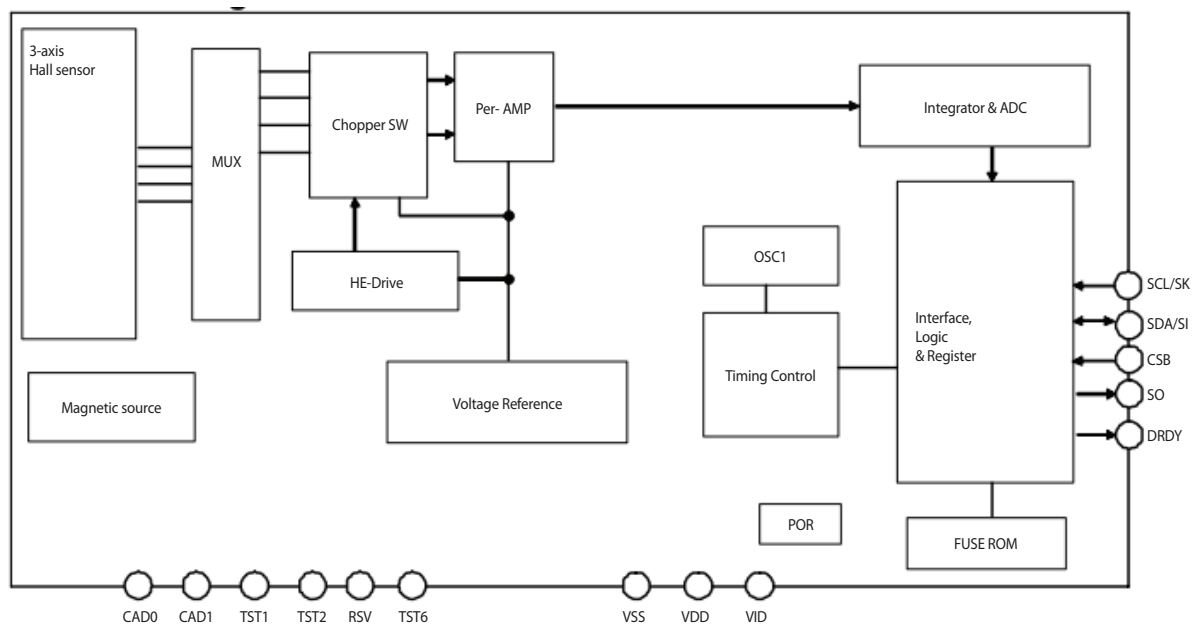 3-axis
Hall sensor
MUX
Chopper SW
Per- AMP
Integrator & ADC
HE-Drive
OSC1
Interface,
Logic
& Register
SCL/SK
SDA/SI
CSB
SO
DRDY
Timing Control
Voltage Reference
Magnetic source
POR
FUSE ROM
CAD0
CAD1
TST1
TST2
RSV
TST6
VSS
VDD
VID